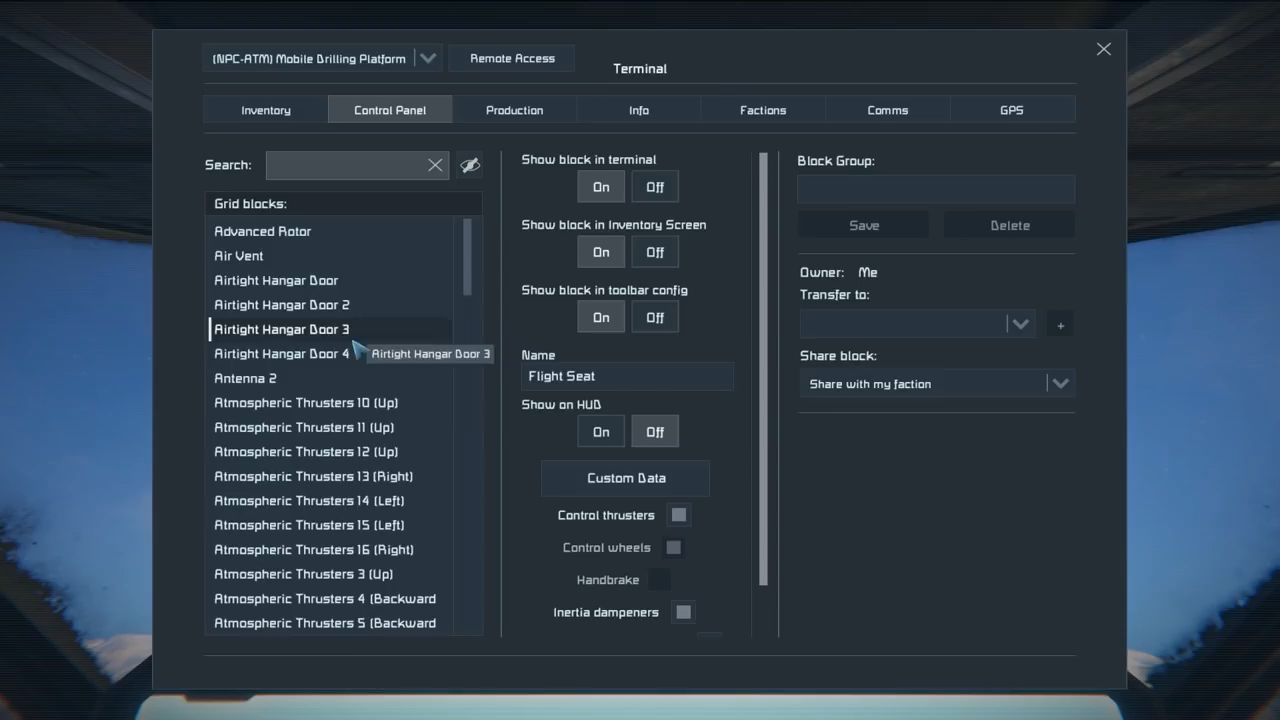 (NPC-ATM) Mobile Drilling Platform
Remote Access
Terminal
Inventory
Control Panel
Production
Info
Factions
Comms
GPS
Search:
Grid blocks:
Advanced Rotor
Air Vent
Airtight Hangar Door
Airtight Hangar Door 2
Airtight Hangar Door 3
Airtight Hangar Door 4
Airtight Hangar Door 3
Antenna 2
Atmospheric Thrusters 10 (Up)
Atmospheric Thrusters 11 (Up)
Atmospheric Thrusters 12 (Up)
Atmospheric Thrusters 13 (Right)
Atmospheric Thrusters 14 (Left)
Atmospheric Thrusters 15 (Left)
Atmospheric Thrusters 16 (Right)
Atmospheric Thrusters 3 (Up)
Atmospheric Thrusters 4 (Backward
Atmospheric Thrusters 5 (Backward
Show block in terminal
On
Off
Show block in Inventory Screen
On
Off
Show block in toolbar config
On
Off
Name
Flight Seat
Show on HUD
On
Off
Custom Data
Control thrusters
Control wheels
Handbrake
Inertia dampeners
Block Group:
Save
Delete
Owner: Me
Transfer to:
+
Share block:
Share with my faction